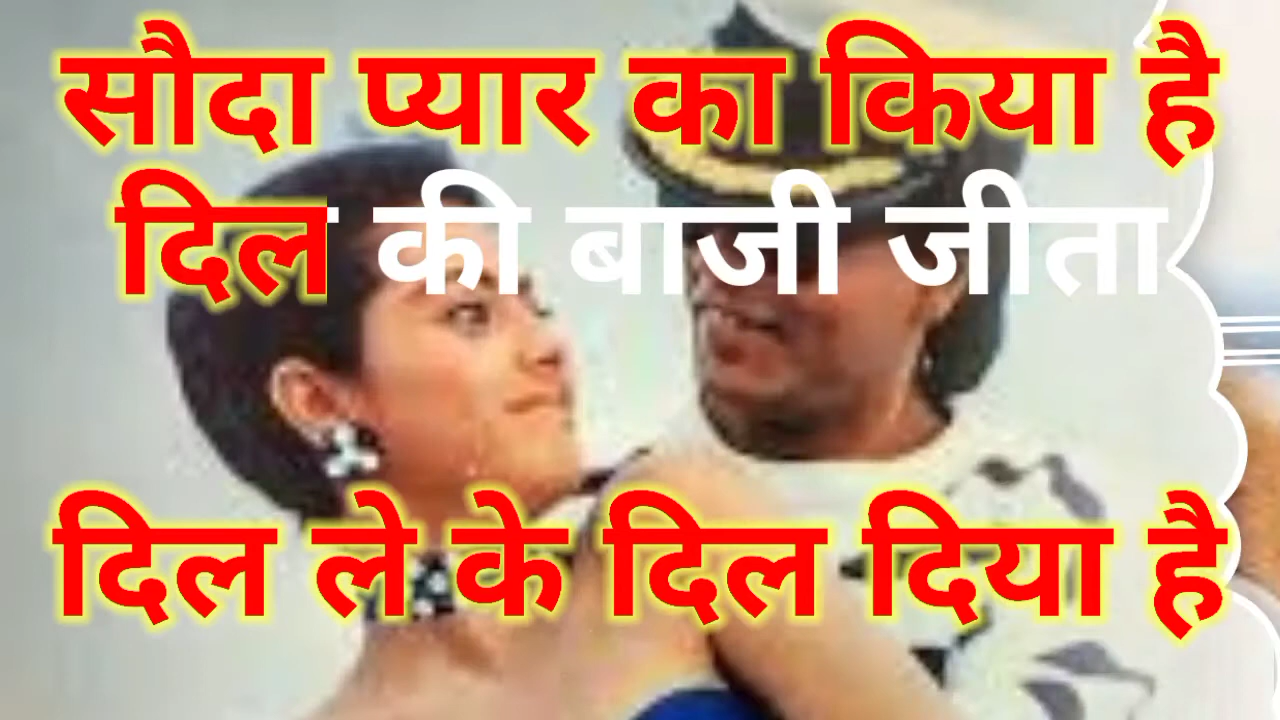 सौदा प्यार का किया है
दिल की बाजी जीता
दिल ले के दिल दिया है